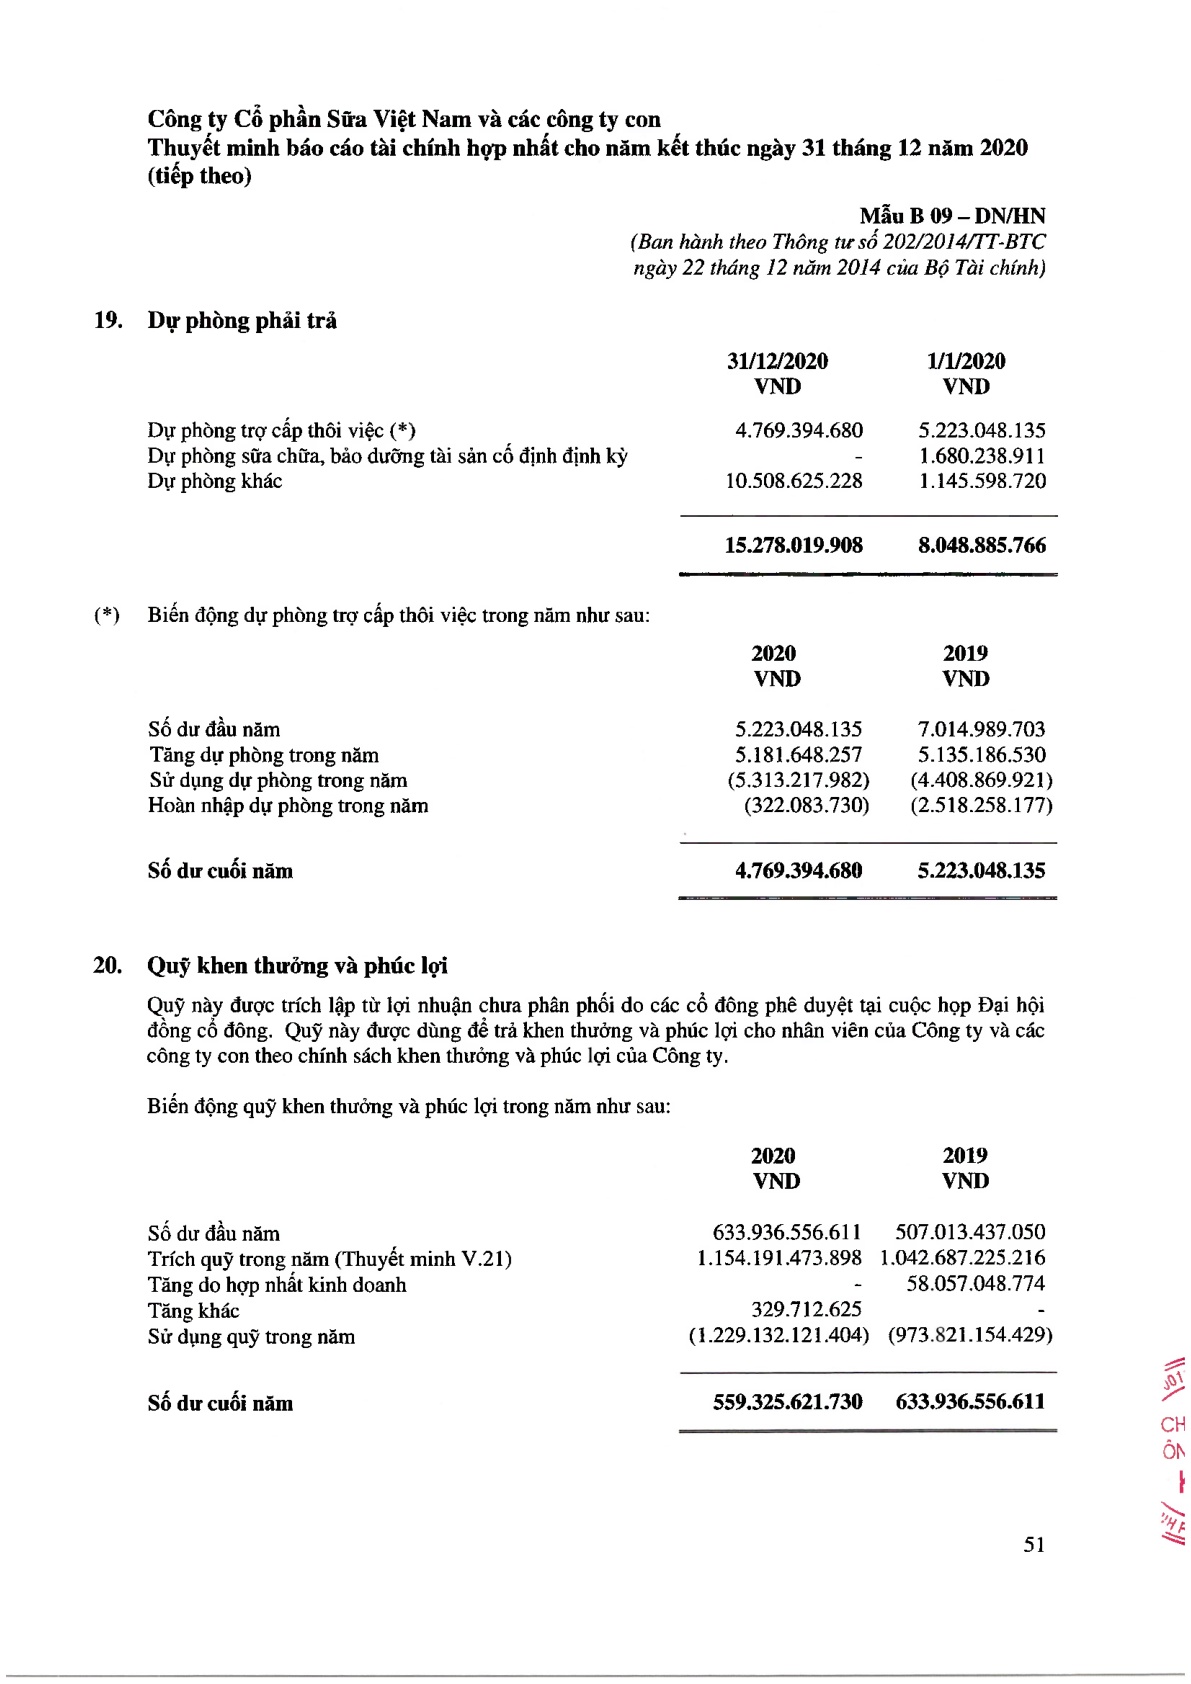 Công ty Cổ phần Sữa Việt Nam và các công ty con
Thuyết minh báo cáo tài chính hợp nhất cho năm kết thúc ngày 31 tháng 12 năm 2020
(tiếp theo)
Mẫu B 09 – DN/HN
(Ban hành theo Thông tư số 202/2014/TT-BTC
ngày 22 tháng 12 năm 2014 của Bộ Tài chính)
19. Dự phòng phải trả
31/12/2020 1/1/2020
VND VND
Dự phòng trợ cấp thôi việc (*) 4.769.394.680 5.223.048.135
Dự phòng sữa chữa, bảo dưỡng tài sản cố định định kỳ - 1.680.238.911
Dự phòng khác 10.508.625.228 1.145.598.720
15.278.019.908 8.048.885.766
(*) Biến động dự phòng trợ cấp thôi việc trong năm như sau:
2020 2019
VND VND
Số dư đầu năm 5.223.048.135 7.014.989.703
Tăng dự phòng trong năm 5.181.648.257 5.135.186.530
Sử dụng dự phòng trong năm (5.313.217.982) (4.408.869.921)
Hoàn nhập dự phòng trong năm (322.083.730) (2.518.258.177)
Số dư cuối năm 4.769.394.680 5.223.048.135
20. Quỹ khen thưởng và phúc lợi
Quỹ này được trích lập từ lợi nhuận chưa phân phối do các cổ đông phê duyệt tại cuộc họp Đại hội
đồng cổ đông. Quỹ này được dùng để trả khen thưởng và phúc lợi cho nhân viên của Công ty và các
công ty con theo chính sách khen thưởng và phúc lợi của Công ty.
Biến động quỹ khen thưởng và phúc lợi trong năm như sau:
2020 2019
VND VND
Số dư đầu năm 633.936.556.611 507.013.437.050
Trích quỹ trong năm (Thuyết minh V.21) 1.154.191.473.898 1.042.687.225.216
Tăng do hợp nhất kinh doanh - 58.057.048.774
Tăng khác 329.712.625 -
Sử dụng quỹ trong năm (1.229.132.121.404) (973.821.154.429)
Số dư cuối năm 559.325.621.730 633.936.556.611
CH
ÔN
51